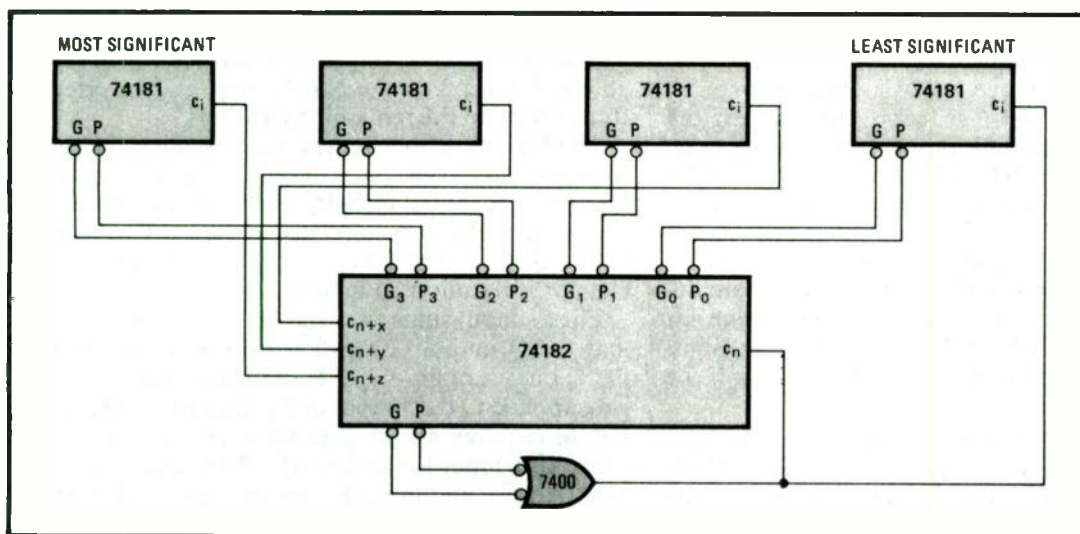 MOST SIGNIFICANT
LEAST SIGNIFICANT
74181
cᵢ
G P
74181
cᵢ
G P
74181
cᵢ
G P
74181
cᵢ
G P
G₃ P₃ G₂ P₂ G₁ P₁ G₀ P₀
cₙ₊ₓ
cₙ₊y
cₙ₊z
74182
cₙ
G P
7400